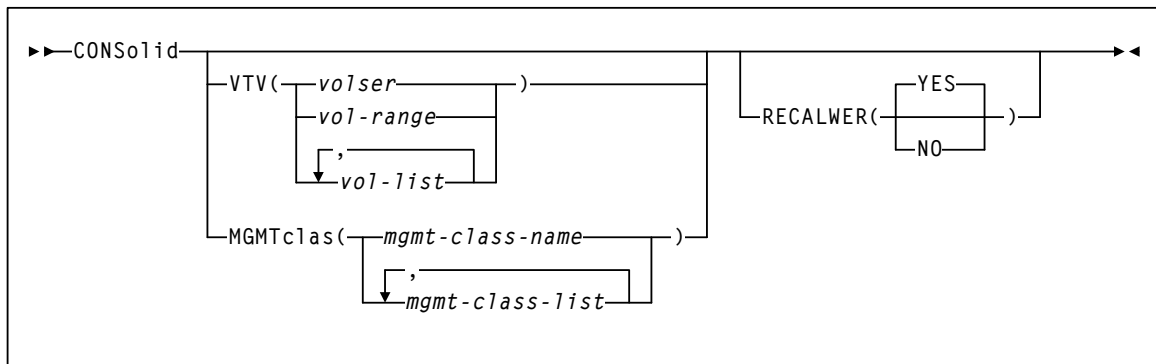 CONSolid
VTV( volser )
vol-range
,
vol-list
YES
RECALWER( )
NO
MGMTclas( mgmt-class-name )
,
mgmt-class-list